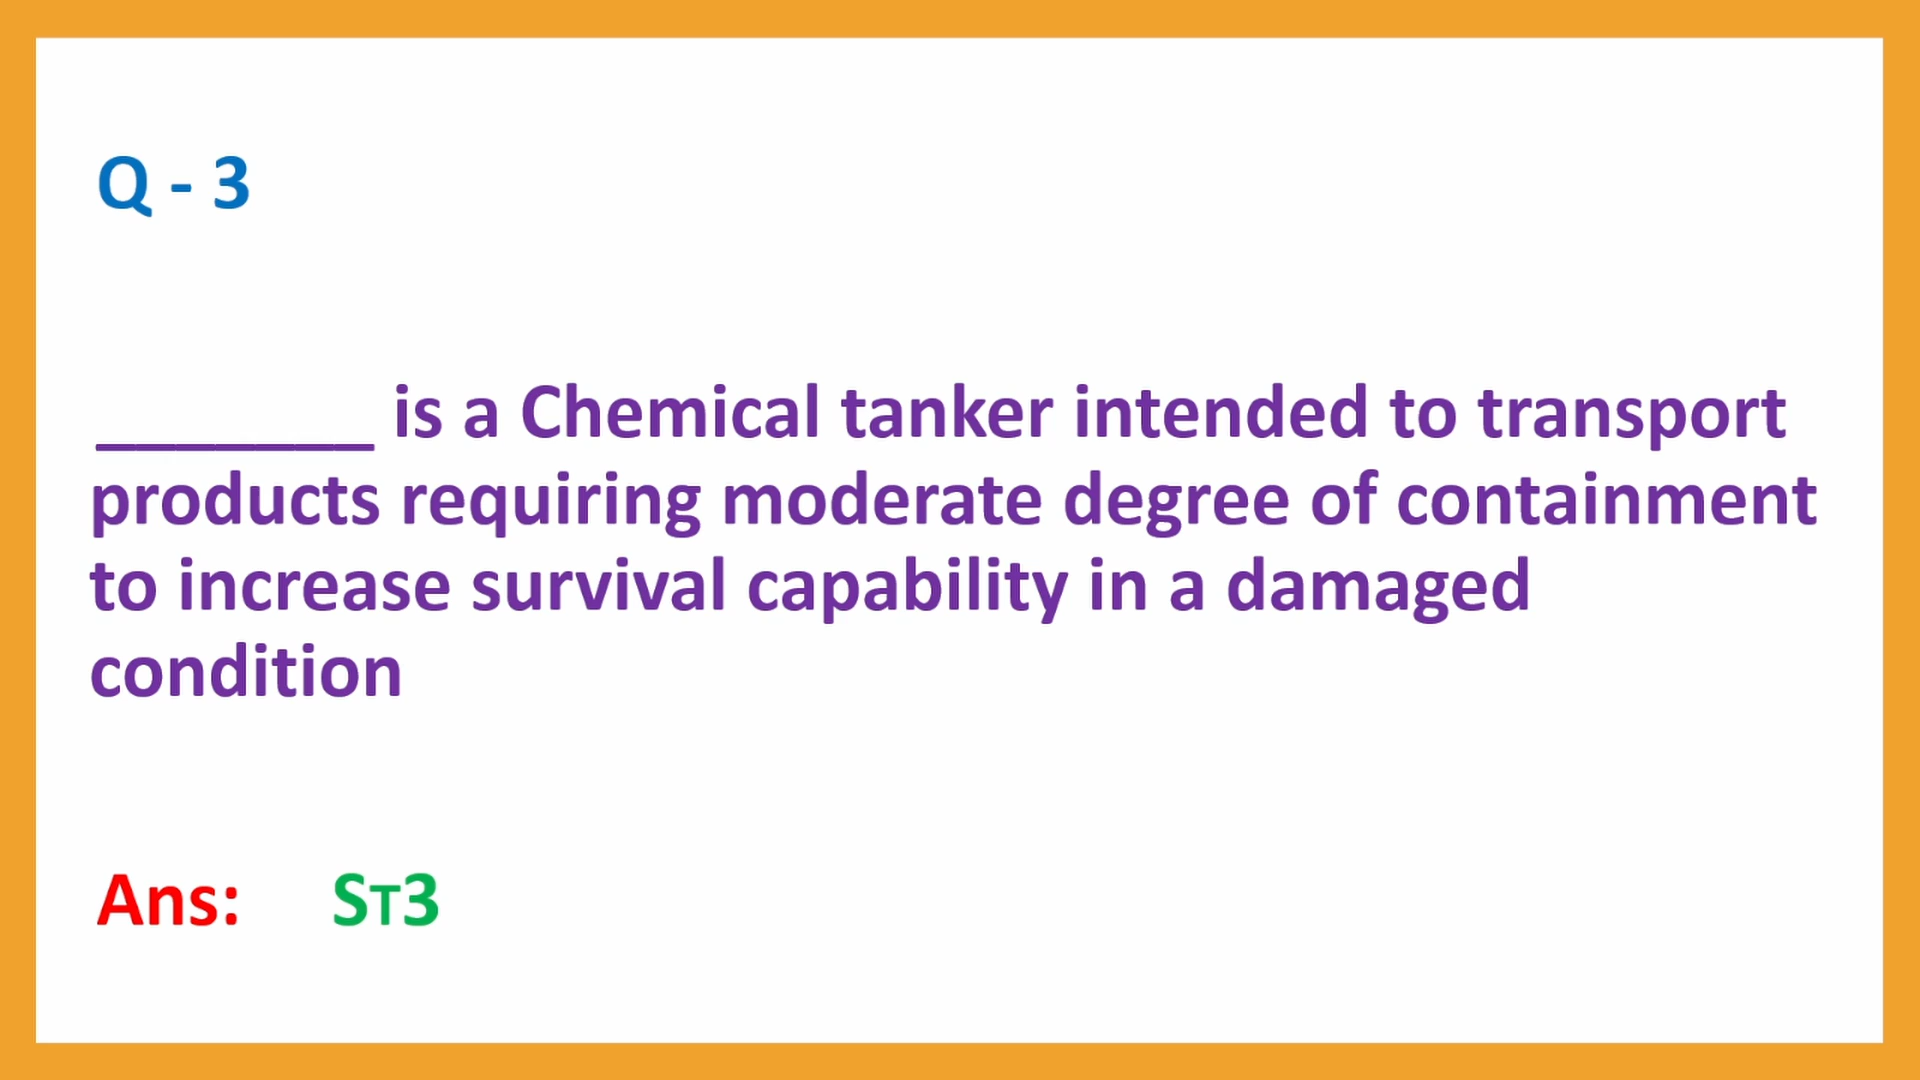 Q - 3
_______ is a Chemical tanker intended to transport
products requiring moderate degree of containment
to increase survival capability in a damaged
condition
Ans: ST3